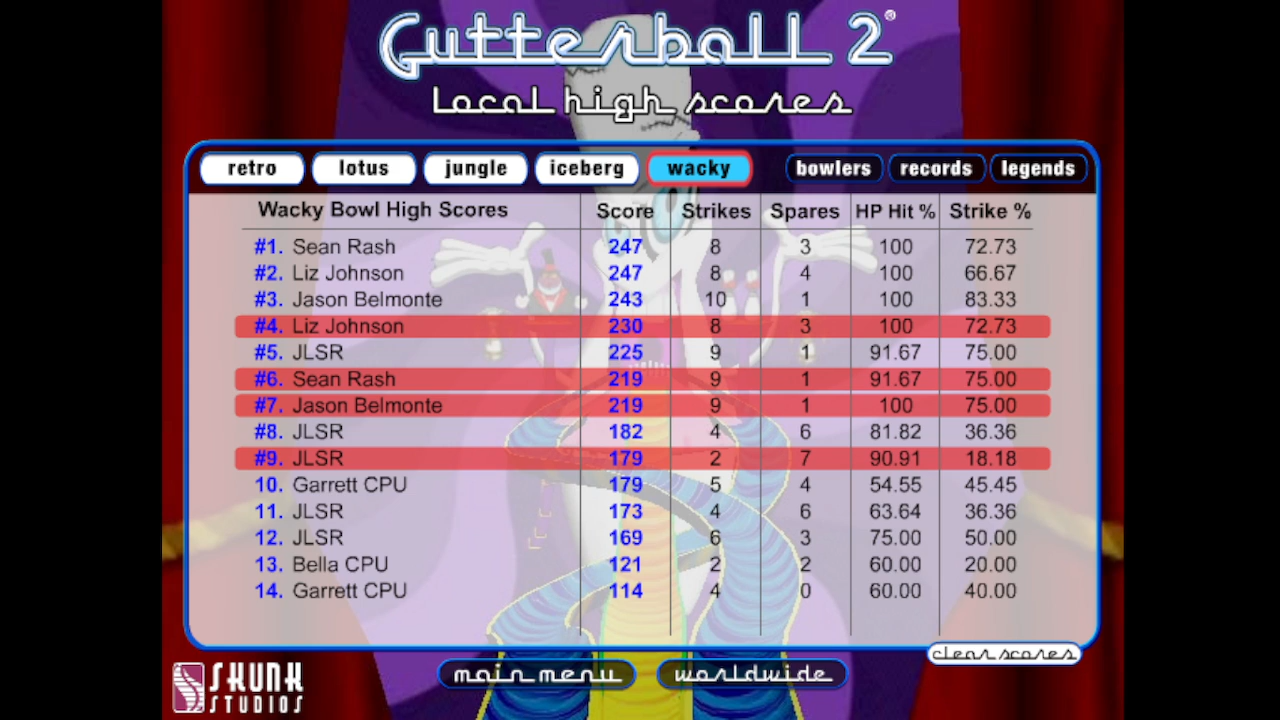 Gutterball 2®
local high scores
retro lotus jungle iceberg wacky bowlers records legends
Wacky Bowl High Scores Score Strikes Spares HP Hit % Strike %
#1. Sean Rash 247 8 3 100 72.73
#2. Liz Johnson 247 8 4 100 66.67
#3. Jason Belmonte 243 10 1 100 83.33
#4. Liz Johnson 230 8 3 100 72.73
#5. JLSR 225 9 1 91.67 75.00
#6. Sean Rash 219 9 1 91.67 75.00
#7. Jason Belmonte 219 9 1 100 75.00
#8. JLSR 182 4 6 81.82 36.36
#9. JLSR 179 2 7 90.91 18.18
10. Garrett CPU 179 5 4 54.55 45.45
11. JLSR 173 4 6 63.64 36.36
12. JLSR 169 6 3 75.00 50.00
13. Bella CPU 121 2 2 60.00 20.00
14. Garrett CPU 114 4 0 60.00 40.00
clear scores
main menu worldwide
SKUNK
STUDIOS